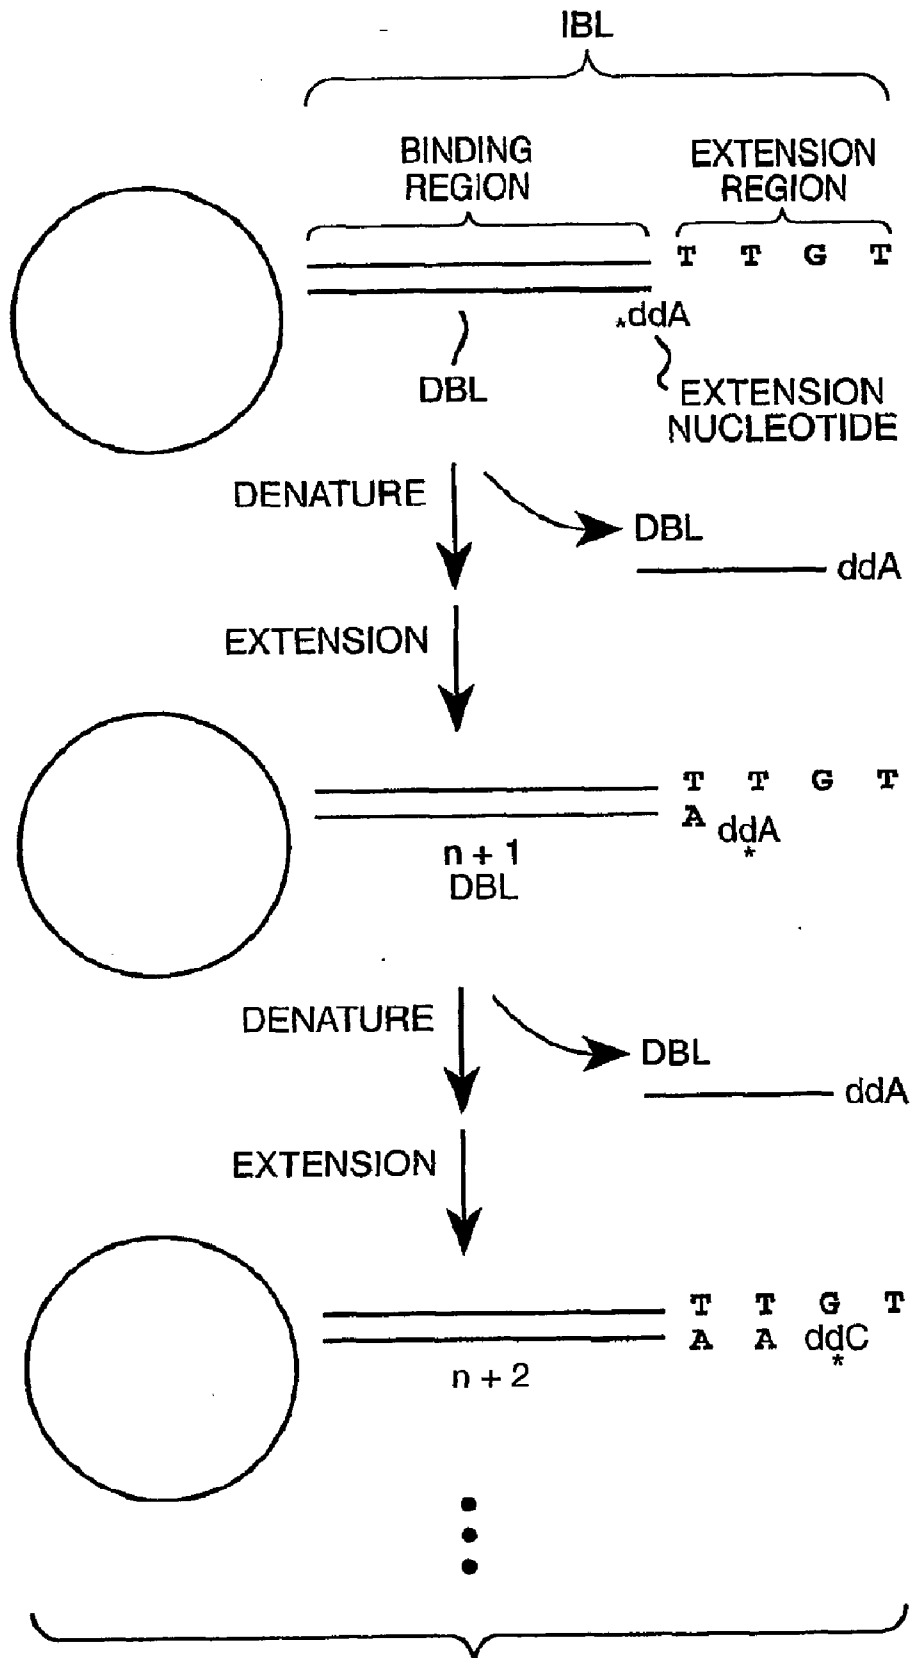 IBL
BINDING
REGION
EXTENSION
REGION
T T G T
*ddA
DBL
EXTENSION
NUCLEOTIDE
DENATURE
DBL
ddA
EXTENSION
T T G T
A ddA
*
n + 1
DBL
DENATURE
DBL
ddA
EXTENSION
T T G T
A A ddC
*
n + 2